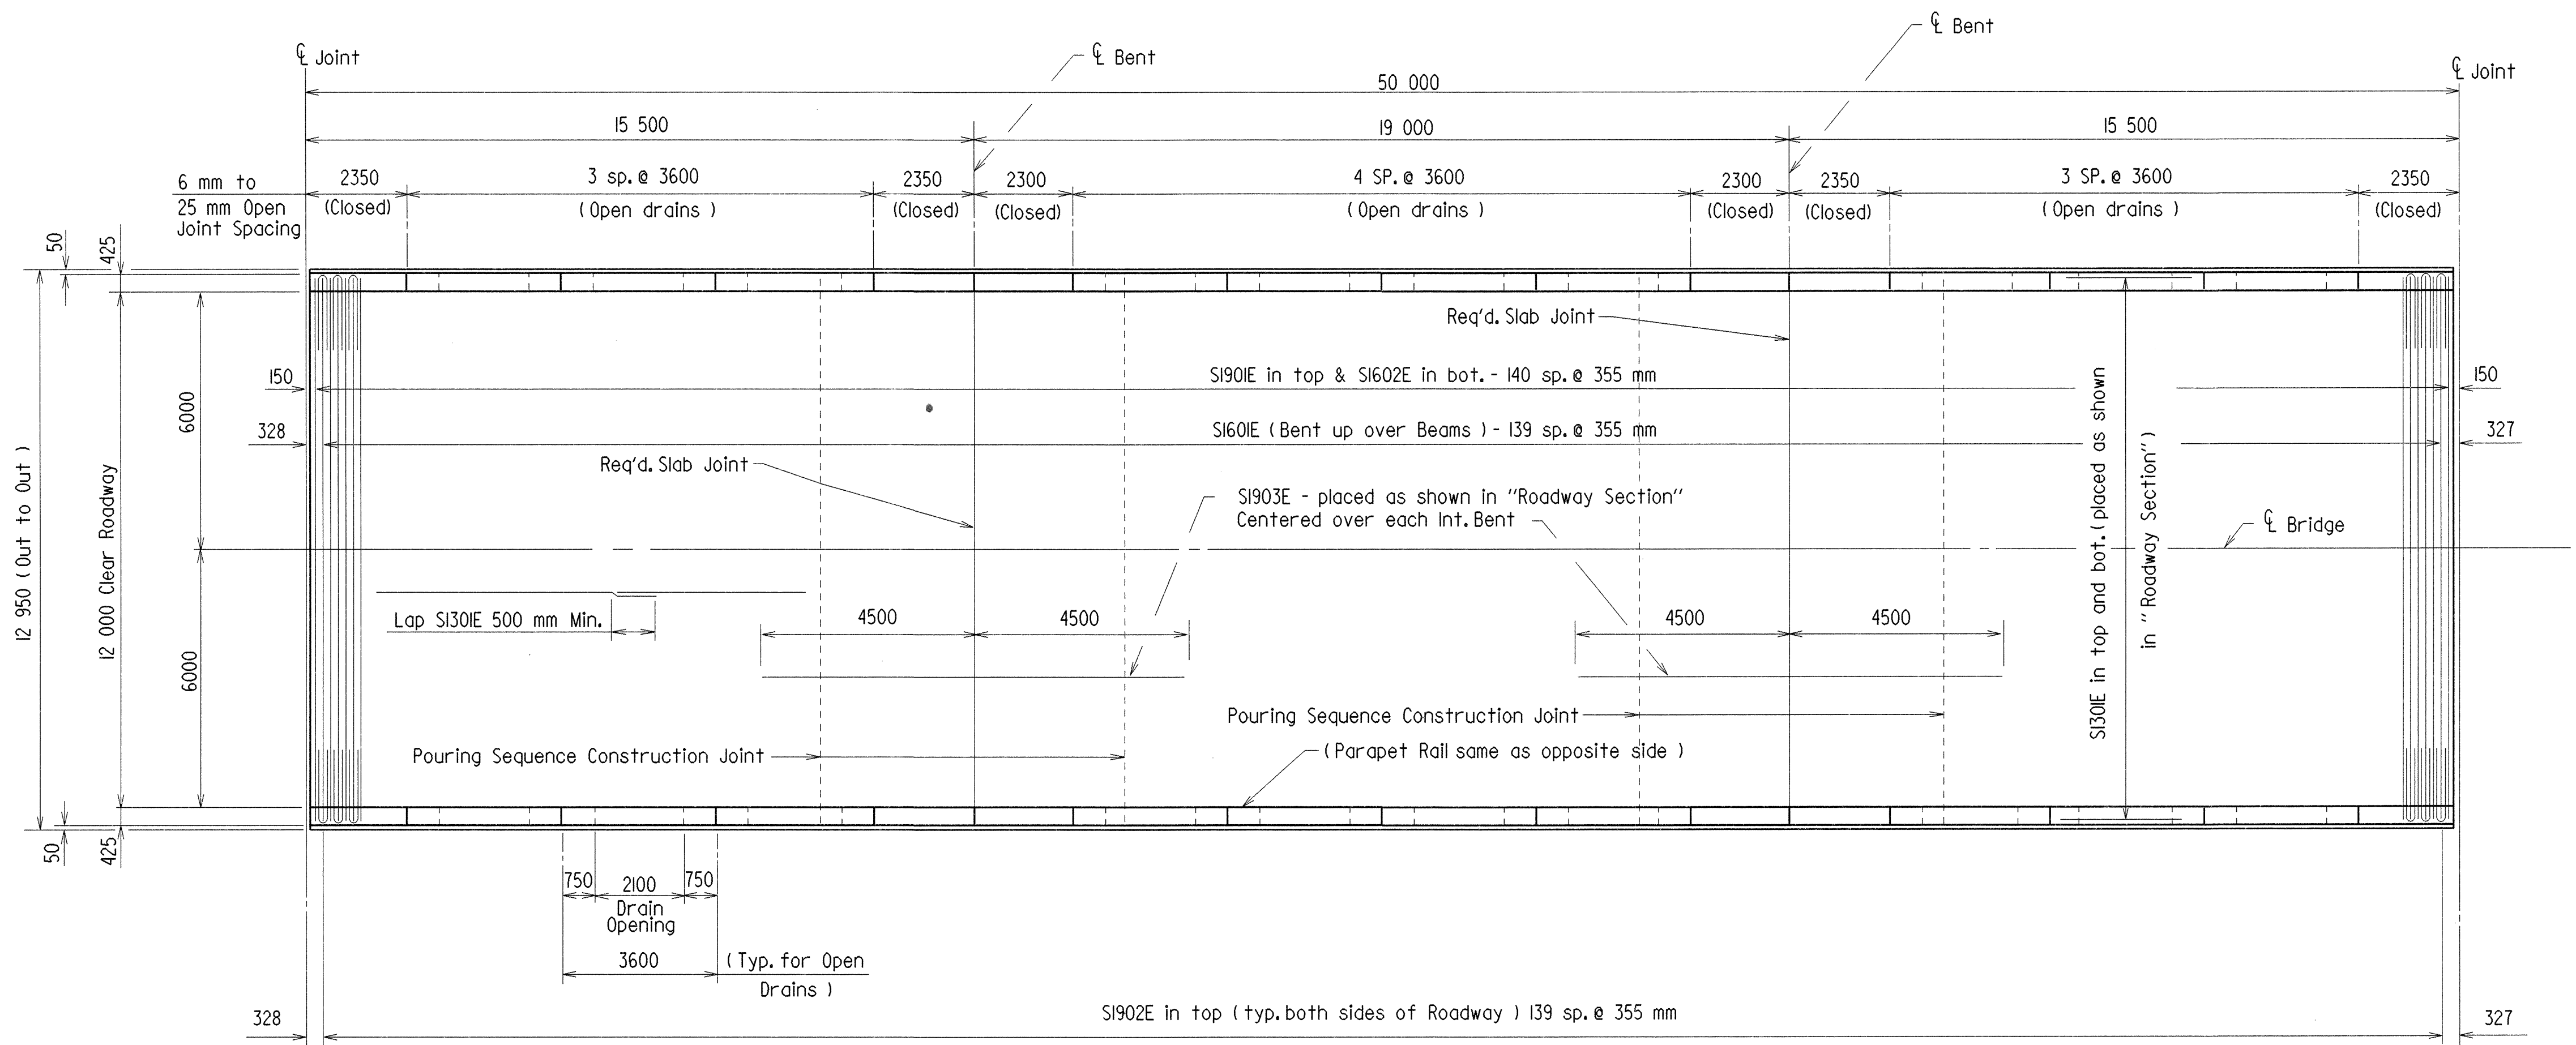 ℄ Bent
℄ Joint
℄ Bent
℄ Joint
50 000
15 500
19 000
15 500
6 mm to
25 mm Open
Joint Spacing
2350
(Closed)
3 sp. @ 3600
( Open drains )
2350
(Closed)
2300
(Closed)
4 SP. @ 3600
( Open drains )
2300
(Closed)
2350
(Closed)
3 SP. @ 3600
( Open drains )
2350
(Closed)
50
425
Req'd. Slab Joint
150
S1901E in top & S1602E in bot. - 140 sp. @ 355 mm
150
6000
328
S1601E ( Bent up over Beams ) - 139 sp. @ 355 mm
327
Req'd. Slab Joint
S1903E - placed as shown in "Roadway Section"
Centered over each Int. Bent
℄ Bridge
12 950 ( Out to Out )
12 000 Clear Roadway
S1301E in top and bot. ( placed as shown
in "Roadway Section")
Lap S1301E 500 mm Min.
4500
4500
4500
4500
6000
Pouring Sequence Construction Joint
Pouring Sequence Construction Joint
( Parapet Rail same as opposite side )
50
425
750
2100
750
Drain
Opening
3600
( Typ. for Open
Drains )
328
S1902E in top ( typ. both sides of Roadway ) 139 sp. @ 355 mm
327